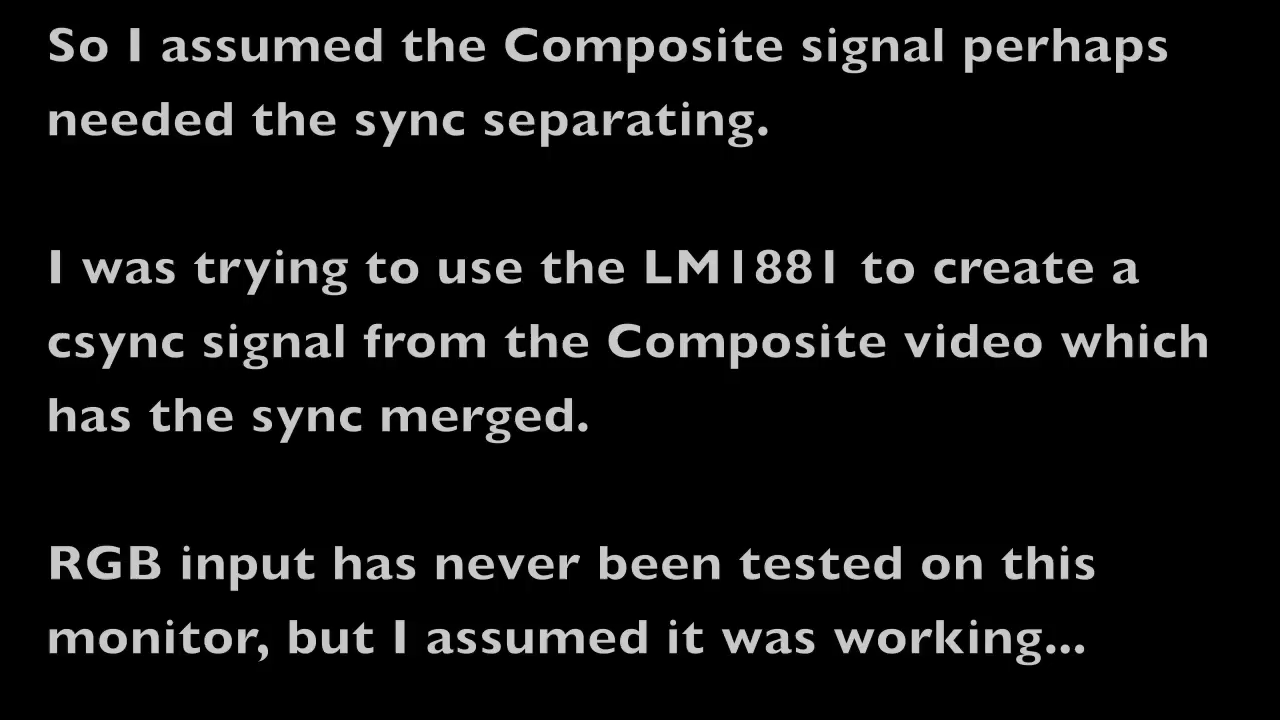 So I assumed the Composite signal perhaps
needed the sync separating.
I was trying to use the LM1881 to create a
csync signal from the Composite video which
has the sync merged.
RGB input has never been tested on this
monitor, but I assumed it was working...